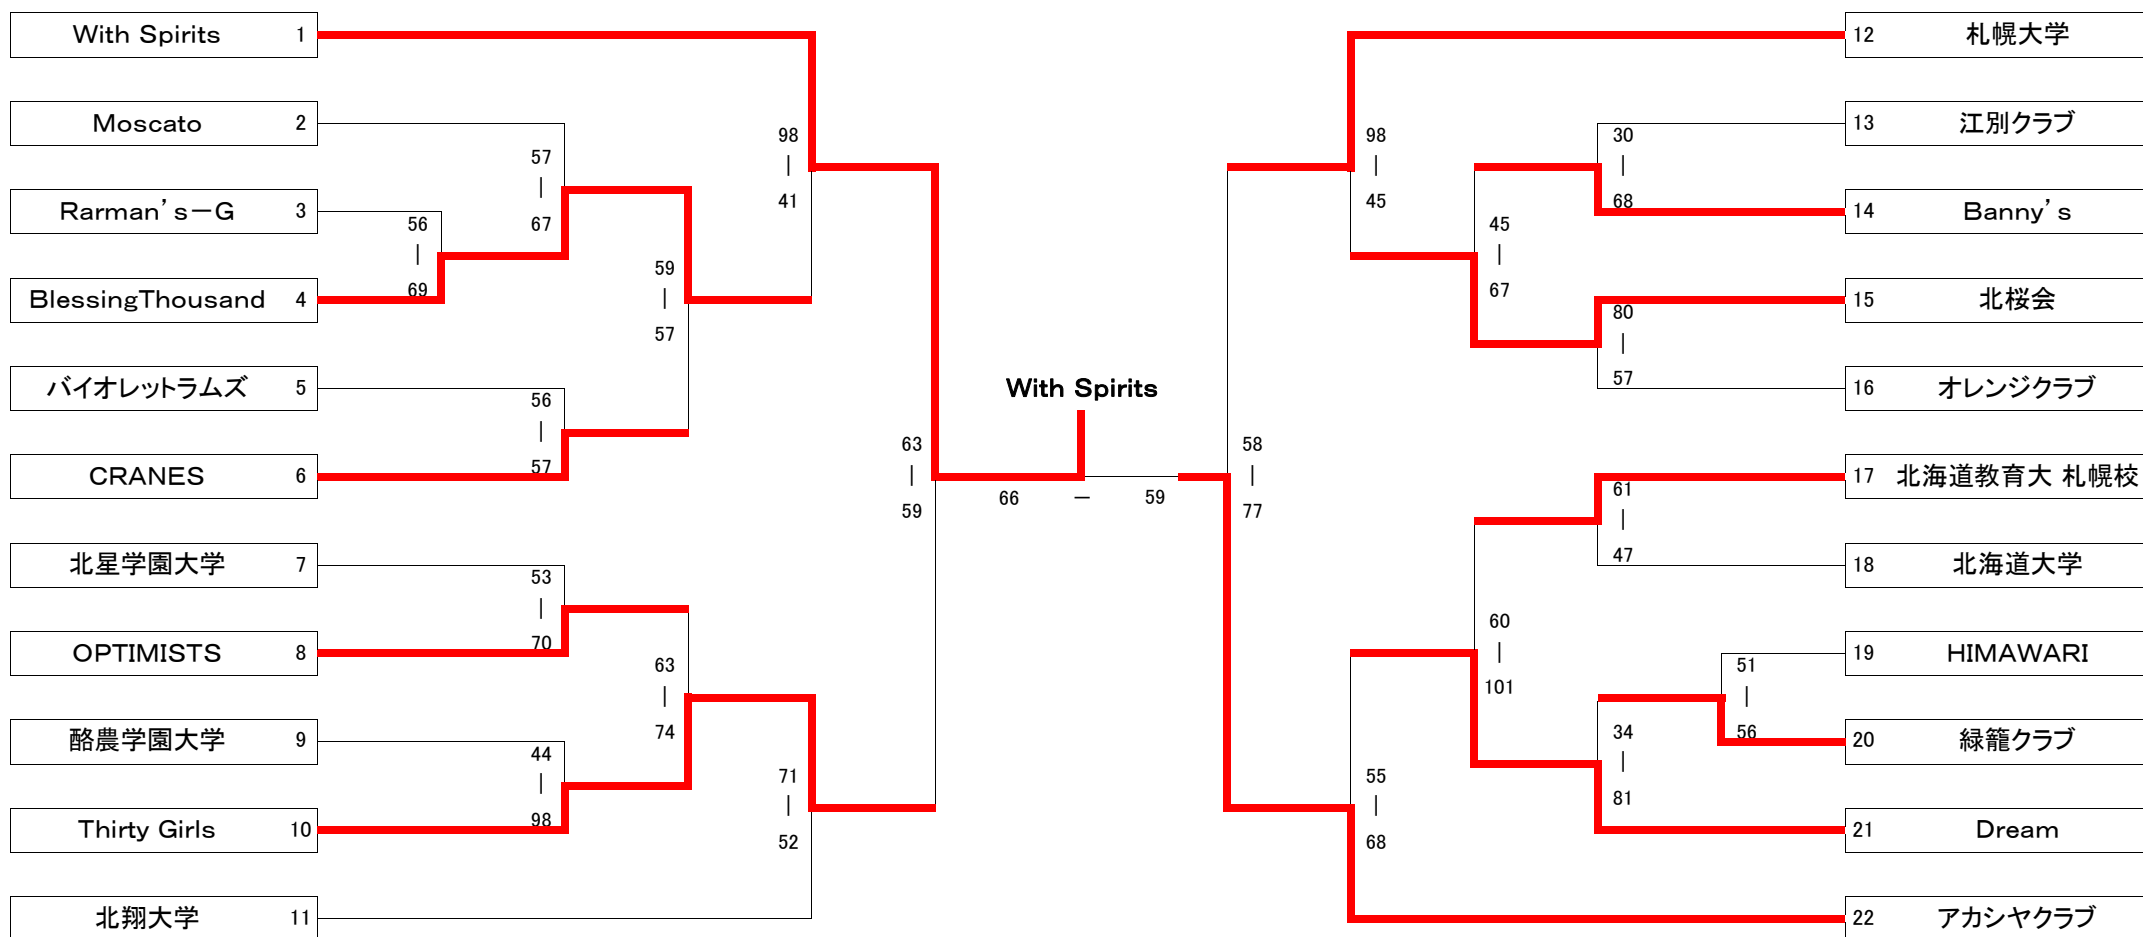 With Spirits 1
Moscato 2
Rarman’s－G 3
BlessingThousand 4
バイオレットラムズ 5
CRANES 6
北星学園大学 7
OPTIMISTS 8
酪農学園大学 9
Thirty Girls 10
北翔大学 11
56
|
69
57
|
67
56
|
57
53
|
70
44
|
98
59
|
57
63
|
74
98
|
41
71
|
52
63
|
59
With Spirits
66 － 59
58
|
77
98
|
45
55
|
68
45
|
67
60
|
101
30
|
68
80
|
57
61
|
47
34
|
81
51
|
56
12 札幌大学
13 江別クラブ
14 Banny’s
15 北桜会
16 オレンジクラブ
17 北海道教育大 札幌校
18 北海道大学
19 HIMAWARI
20 緑籠クラブ
21 Dream
22 アカシヤクラブ